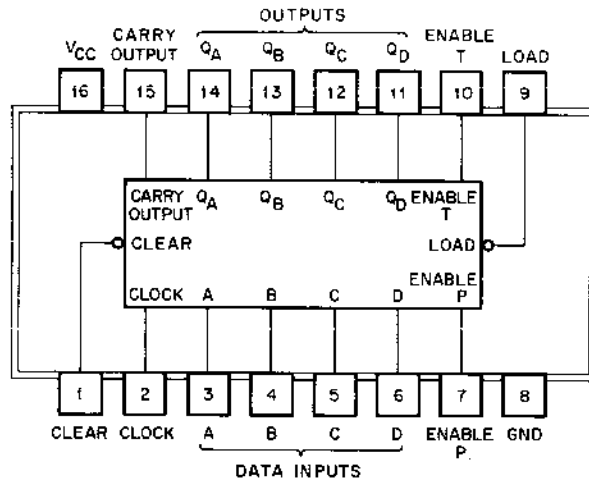 OUTPUTS
VCC CARRY OUTPUT QA QB QC QD ENABLE T LOAD
16 15 14 13 12 11 10 9
CARRY OUTPUT QA QB QC QD ENABLE T
CLEAR LOAD
CLOCK A B C D ENABLE P
1 2 3 4 5 6 7 8
CLEAR CLOCK A B C D ENABLE P GND
DATA INPUTS